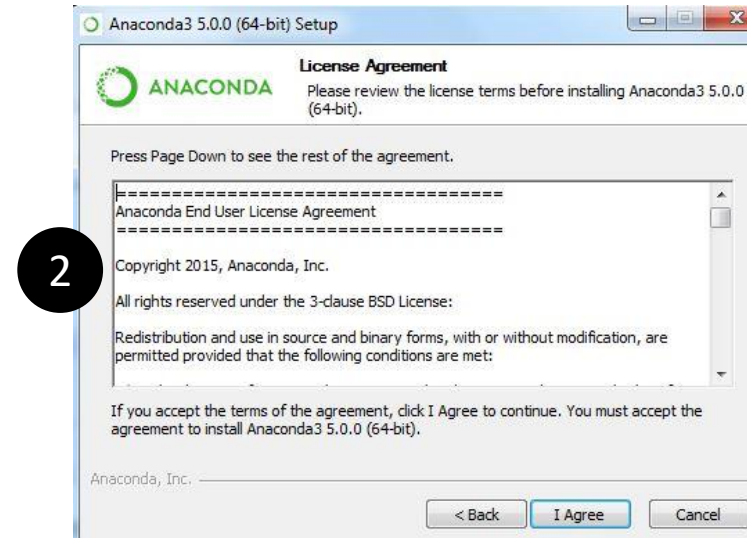 Anaconda3 5.0.0 (64-bit) Setup
ANACONDA
License Agreement
Please review the license terms before installing Anaconda3 5.0.0
(64-bit).
Press Page Down to see the rest of the agreement.
===================================
Anaconda End User License Agreement
===================================
2
Copyright 2015, Anaconda, Inc.
All rights reserved under the 3-clause BSD License:
Redistribution and use in source and binary forms, with or without modification, are
permitted provided that the following conditions are met:
If you accept the terms of the agreement, click I Agree to continue. You must accept the
agreement to install Anaconda3 5.0.0 (64-bit).
Anaconda, Inc.
< Back
I Agree
Cancel